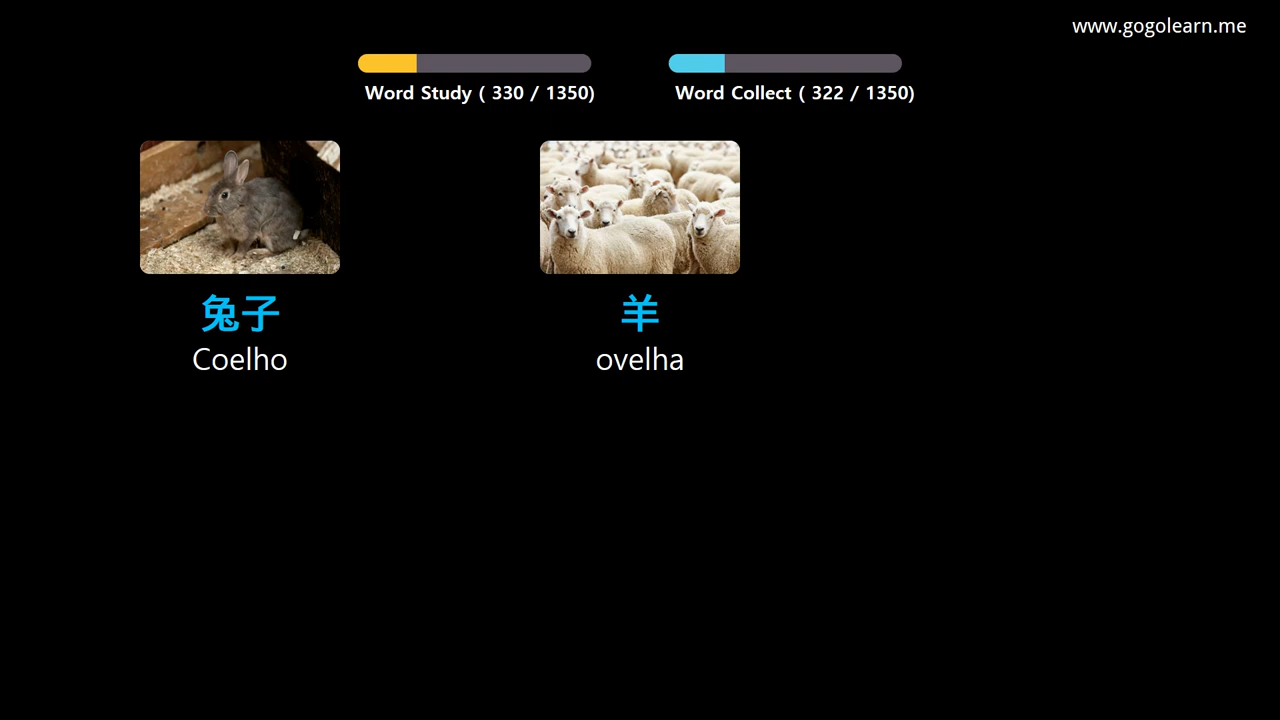 www.gogolearn.me
Word Study ( 330 / 1350)
Word Collect ( 322 / 1350)
兔子
Coelho
羊
ovelha